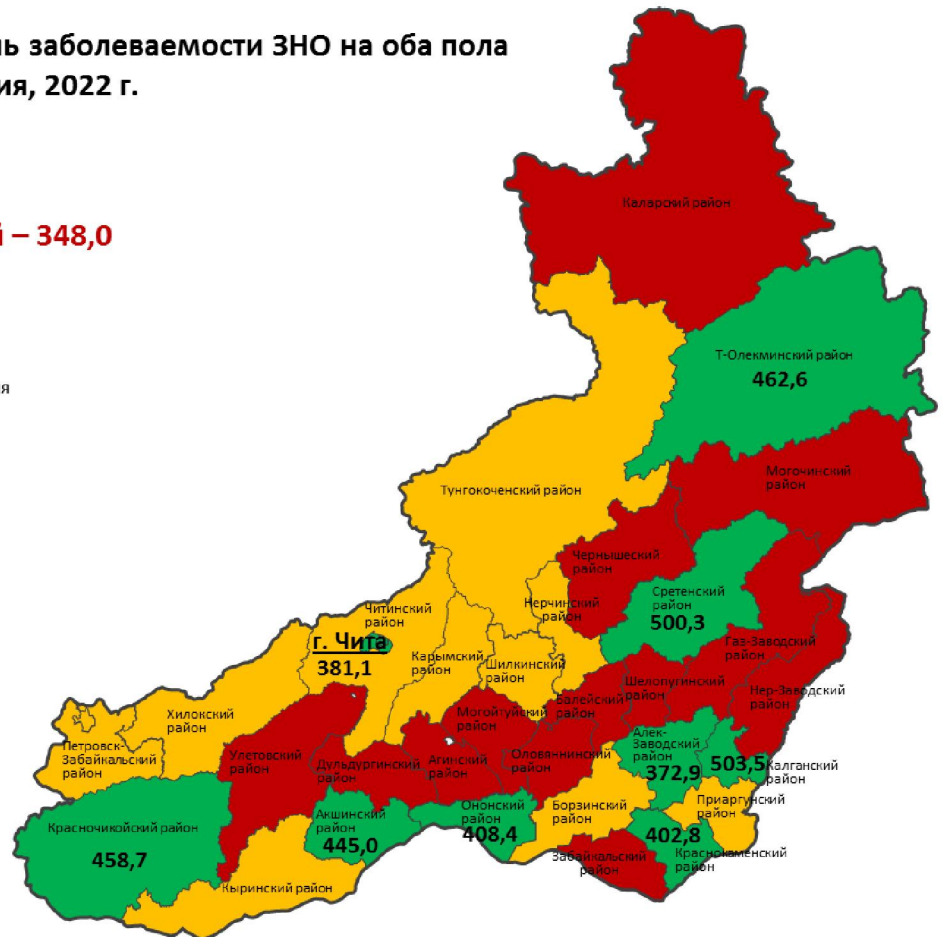 ль заболеваемости ЗНО на оба пола
ия, 2022 г.
й – 348,0
ия
Каларский район
Т-Олекминский район
462,6
Могочинский
район
Тунгокоченский район
Чернышеский
район
Сретенский
район
500,3
Нерчинский
район
Читинский
район
г. Чита
381,1
Карымский
район
Шилкинский
район
Газ-Заводский
район
Шелопугинский
район
Нер-Заводский
район
Балейский
район
Могойтуйский
район
Хилокский
район
Петровск-
Забайкальский
район
Улетовский
район
Дульдургинский
район
Агинский
район
Оловяннинский
район
Алек-
Заводский
район
372,9
503,5
Калганский
район
Приаргунский
район
Борзинский
район
Ононский
район
408,4
Акшинский
район
445,0
Красночикойский район
458,7
402,8
Краснокаменский
район
Забайкальский
район
Кыринский район